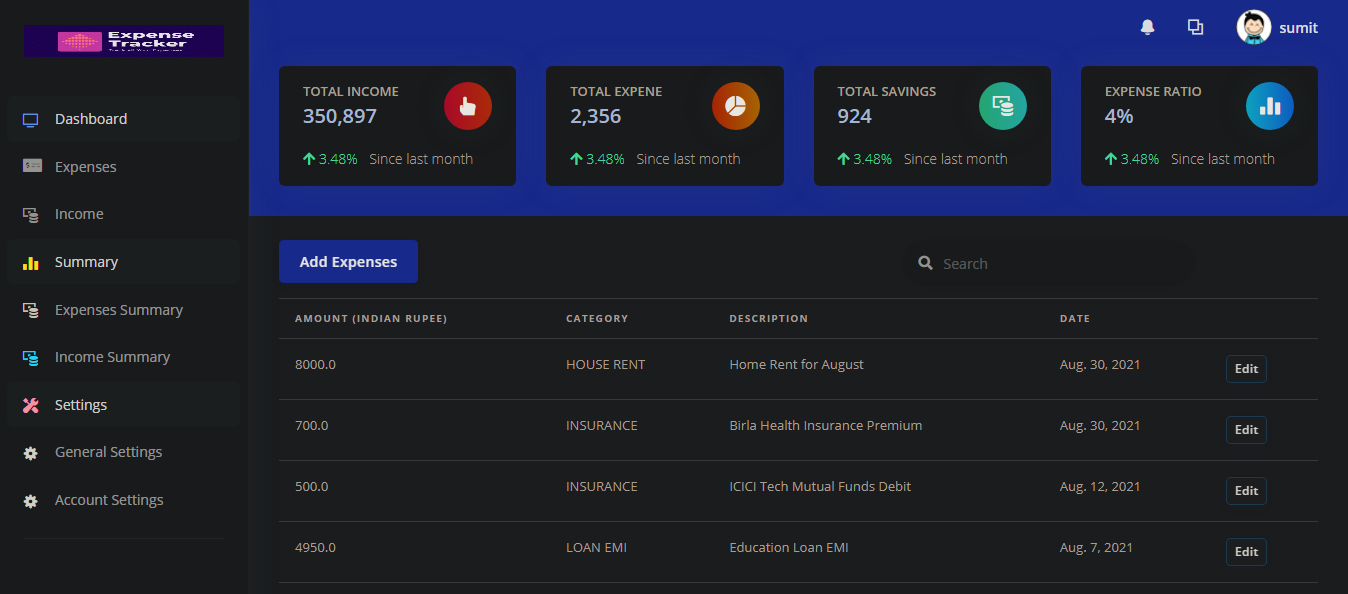 Expense
Tracker
sumit
TOTAL INCOME
350,897
3.48% Since last month
TOTAL EXPENE
2,356
3.48% Since last month
TOTAL SAVINGS
924
3.48% Since last month
EXPENSE RATIO
4%
3.48% Since last month
Dashboard
Expenses
Income
Summary
Expenses Summary
Income Summary
Settings
General Settings
Account Settings
Add Expenses
Search
AMOUNT (INDIAN RUPEE) CATEGORY DESCRIPTION DATE
8000.0 HOUSE RENT Home Rent for August Aug. 30, 2021 Edit
700.0 INSURANCE Birla Health Insurance Premium Aug. 30, 2021 Edit
500.0 INSURANCE ICICI Tech Mutual Funds Debit Aug. 12, 2021 Edit
4950.0 LOAN EMI Education Loan EMI Aug. 7, 2021 Edit